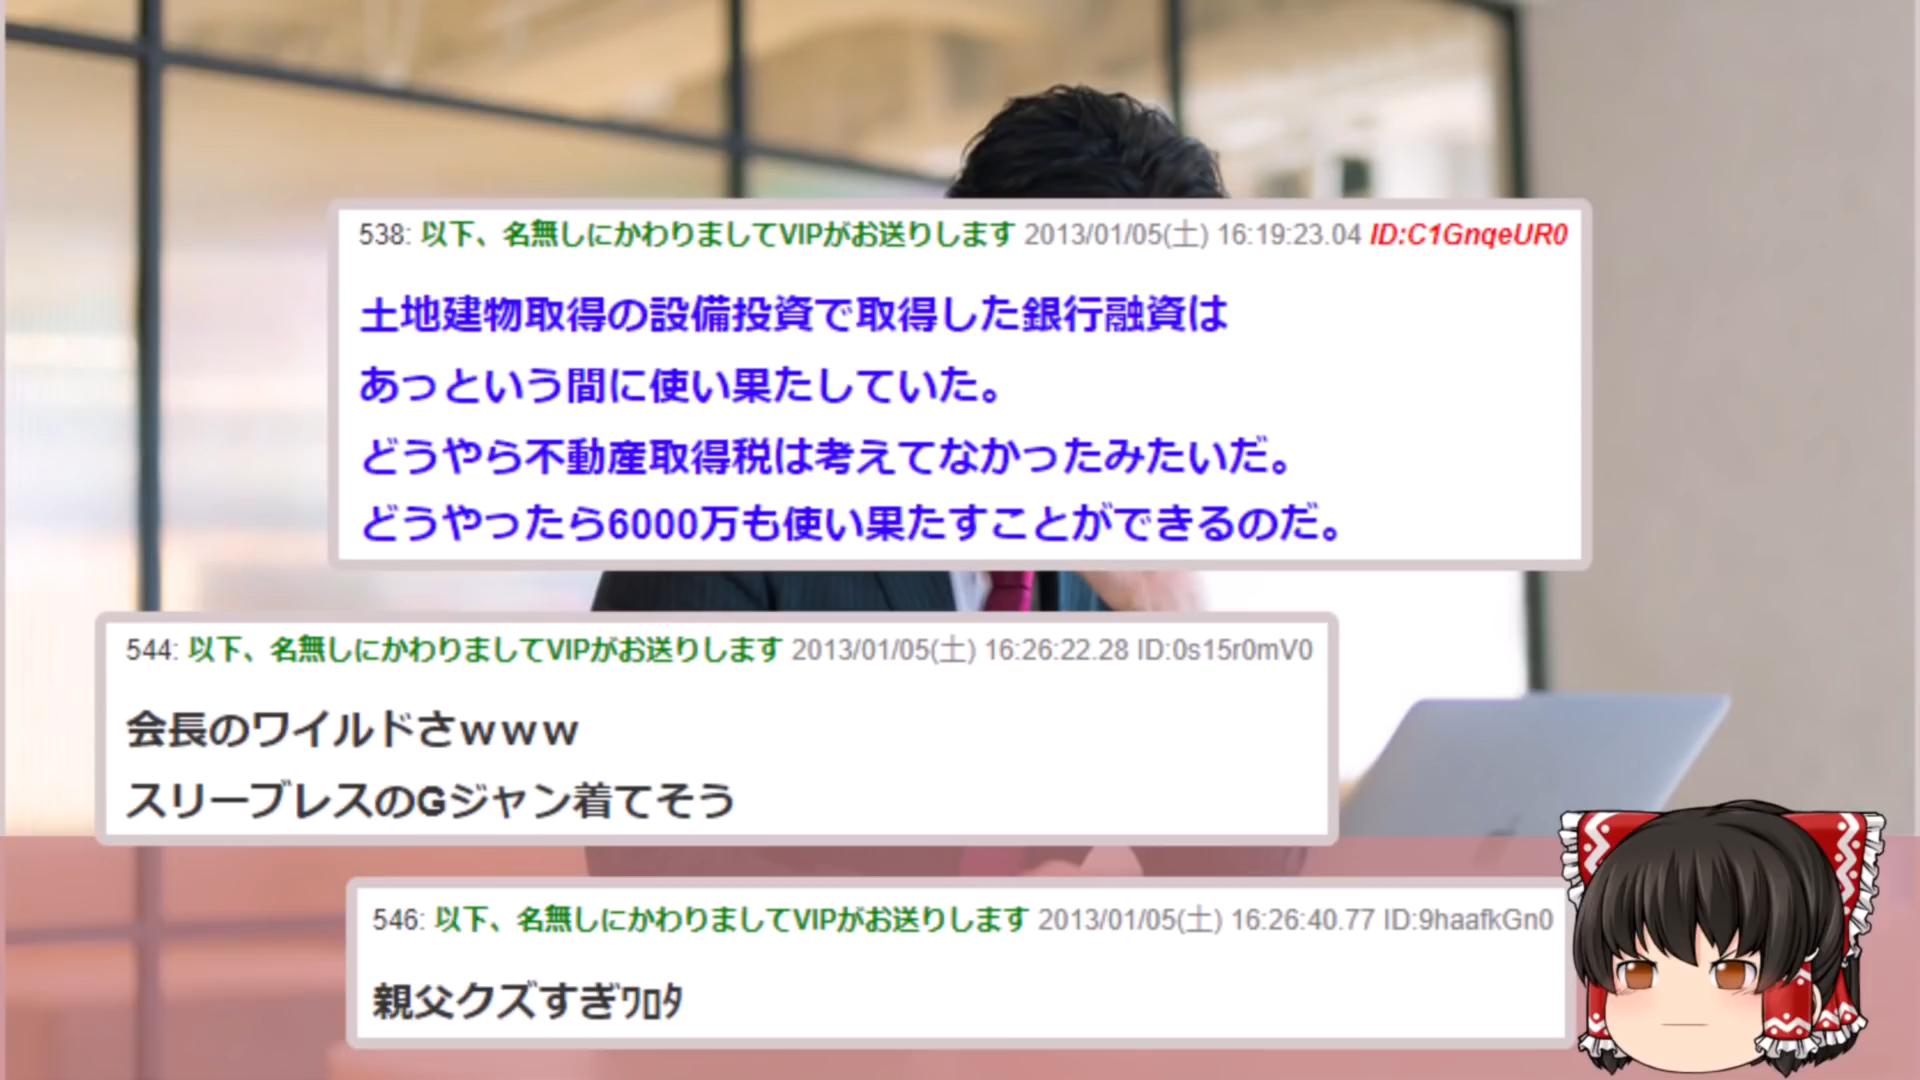 538: 以下、名無しにかわりましてVIPがお送りします 2013/01/05(土) 16:19:23.04 ID:C1GnqeUR0
土地建物取得の設備投資で取得した銀行融資は
あっという間に使い果たしていた。
どうやら不動産取得税は考えてなかったみたいだ。
どうやったら6000万も使い果たすことができるのだ。
544: 以下、名無しにかわりましてVIPがお送りします 2013/01/05(土) 16:26:22.28 ID:0s15r0mV0
会長のワイルドさｗｗｗ
スリーブレスのGジャン着てそう
546: 以下、名無しにかわりましてVIPがお送りします 2013/01/05(土) 16:26:40.77 ID:9haafkGn0
親父クズすぎﾜﾛﾀ